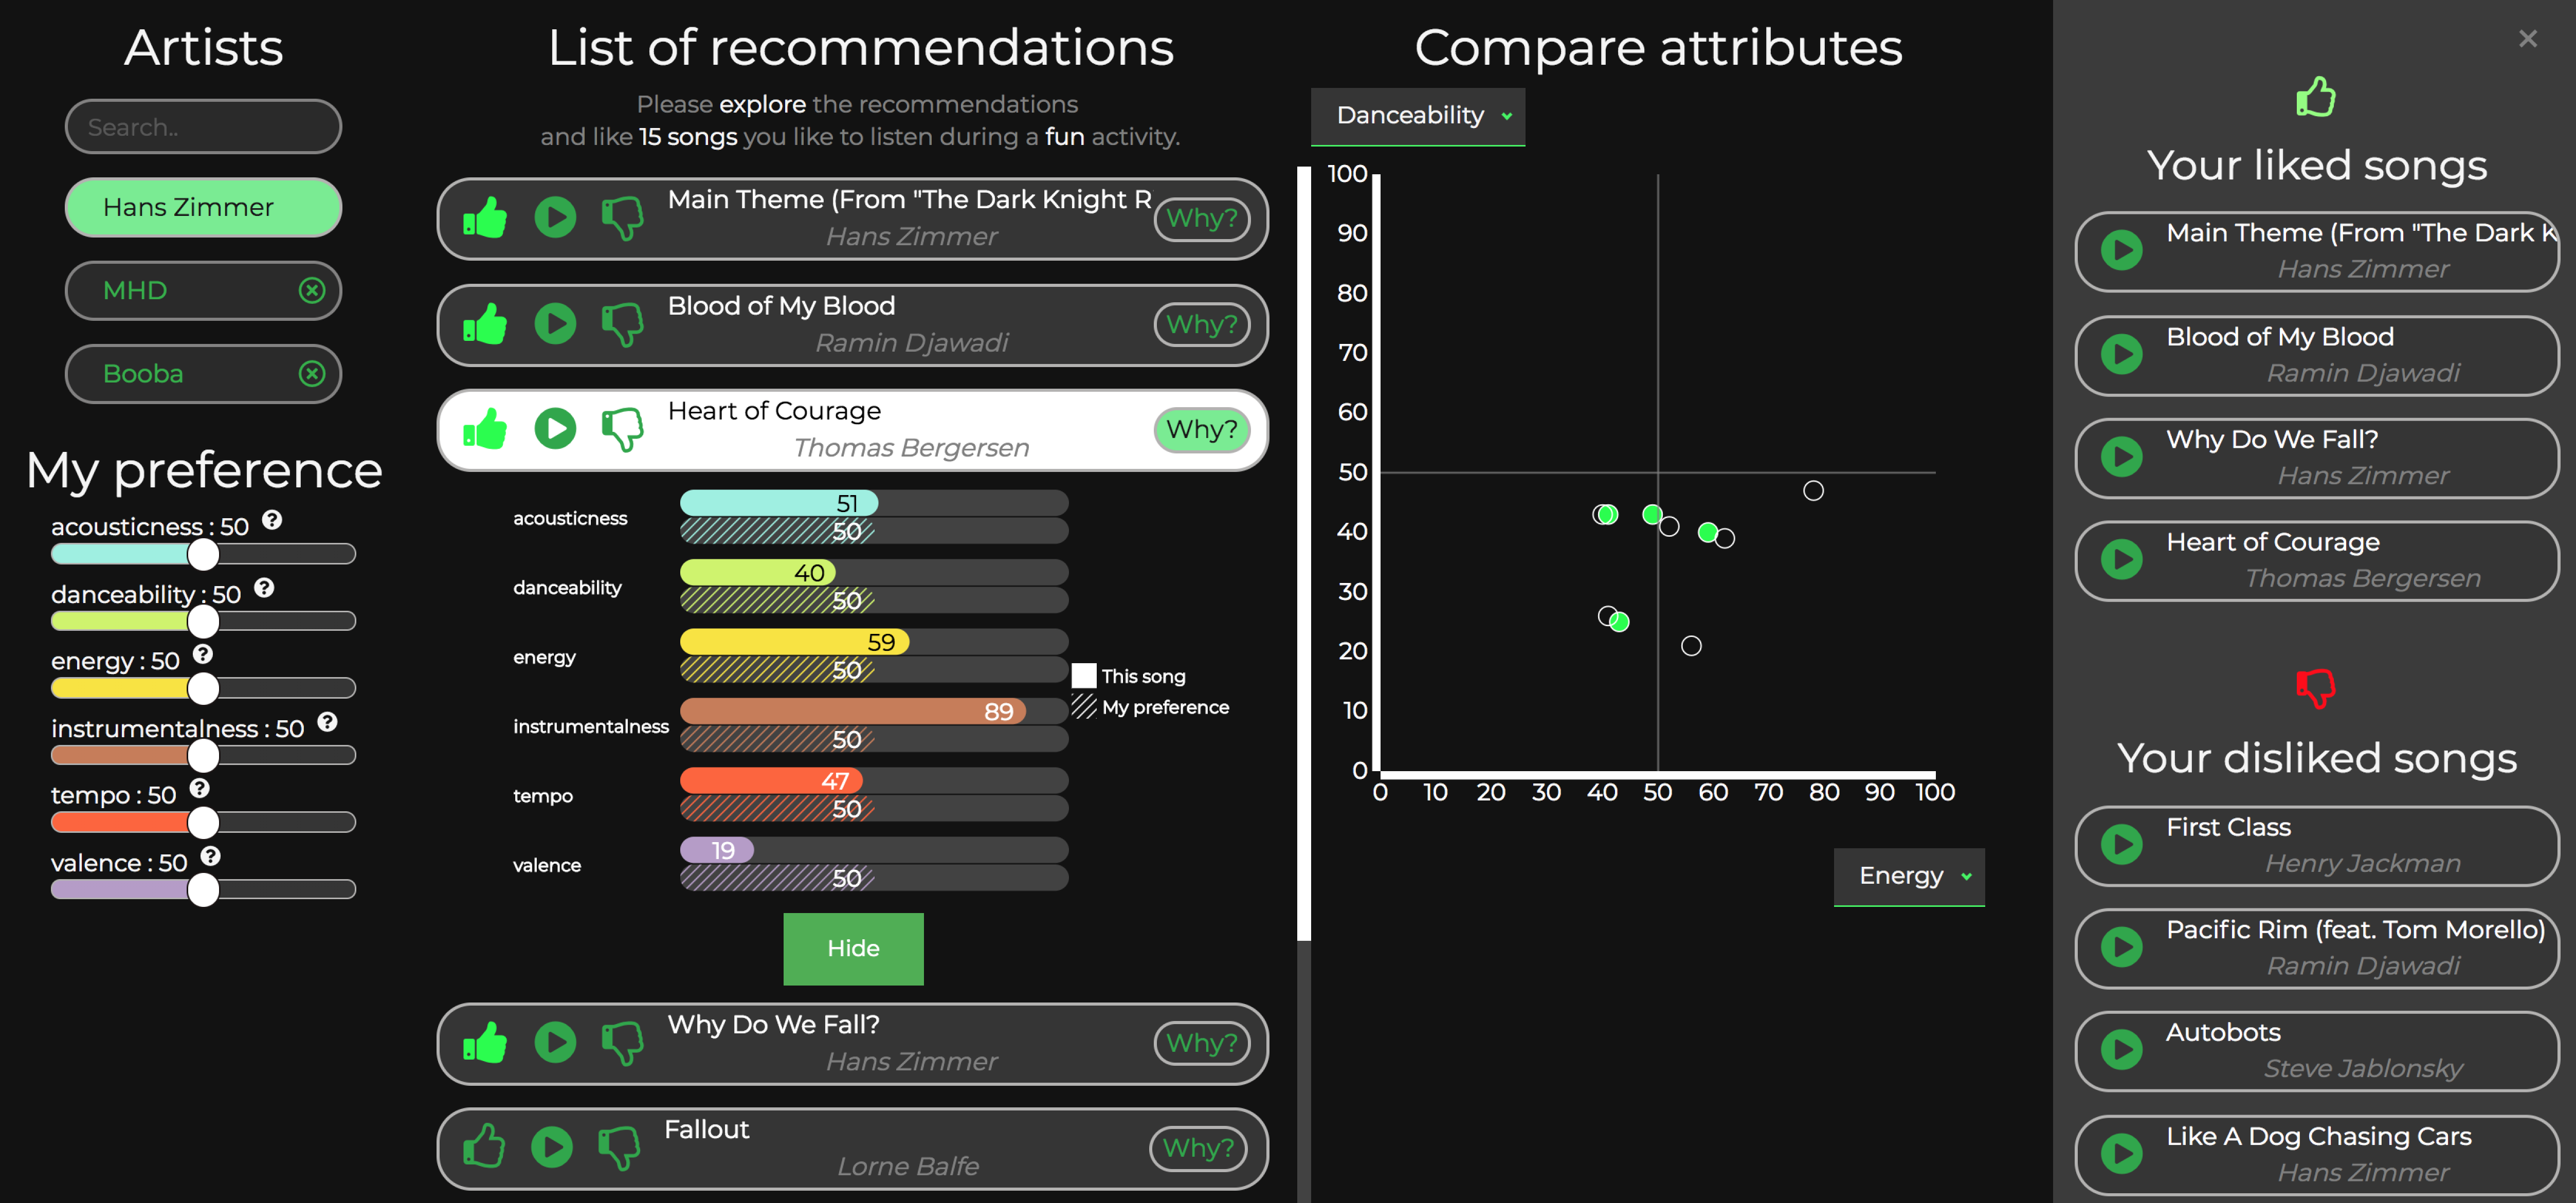 Artists
Search..
Hans Zimmer
MHD
Booba
My preference
acousticness : 50 ?
danceability : 50 ?
energy : 50 ?
instrumentalness : 50 ?
tempo : 50 ?
valence : 50 ?
List of recommendations
Please explore the recommendations
and like 15 songs you like to listen during a fun activity.
Main Theme (From "The Dark Knight R
Hans Zimmer
Why?
Blood of My Blood
Ramin Djawadi
Why?
Heart of Courage
Thomas Bergersen
Why?
acousticness
51
50
danceability
40
50
energy
59
50
instrumentalness
89
50
tempo
47
50
valence
19
50
This song
My preference
Hide
Why Do We Fall?
Hans Zimmer
Why?
Fallout
Lorne Balfe
Why?
Compare attributes
Danceability
100
90
80
70
60
50
40
30
20
10
0
0 10 20 30 40 50 60 70 80 90 100
Energy
×
Your liked songs
Main Theme (From "The Dark K
Hans Zimmer
Blood of My Blood
Ramin Djawadi
Why Do We Fall?
Hans Zimmer
Heart of Courage
Thomas Bergersen
Your disliked songs
First Class
Henry Jackman
Pacific Rim (feat. Tom Morello)
Ramin Djawadi
Autobots
Steve Jablonsky
Like A Dog Chasing Cars
Hans Zimmer